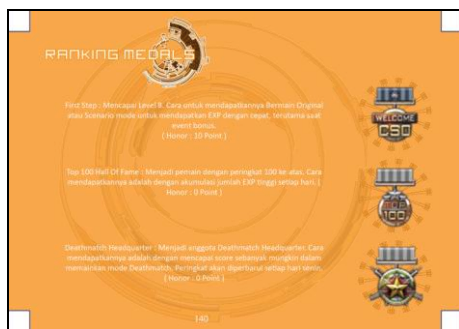 RANKING MEDALS
First Step : Mencapai Level 8. Cara untuk mendapatkannya Bermain Original
atau Scenario mode untuk mendapatkan EXP dengan cepat, terutama saat
event bonus.
[ Honor : 10 Point ]
WELCOME
CSO
Top 100 Hall Of Fame : Menjadi pemain dengan peringkat 100 ke atas. Cara
mendapatkannya adalah dengan akumulasi jumlah EXP tinggi setiap hari. [
Honor : 0 Point ]
TOP
100
Deathmatch Headquarter : Menjadi anggota Deathmatch Headquarter. Cara
mendapatkannya adalah dengan mencapai score sebanyak mungkin dalam
memainkan mode Deathmatch. Peringkat akan diperbarui setiap hari senin.
[ Honor : 0 Point ]
140